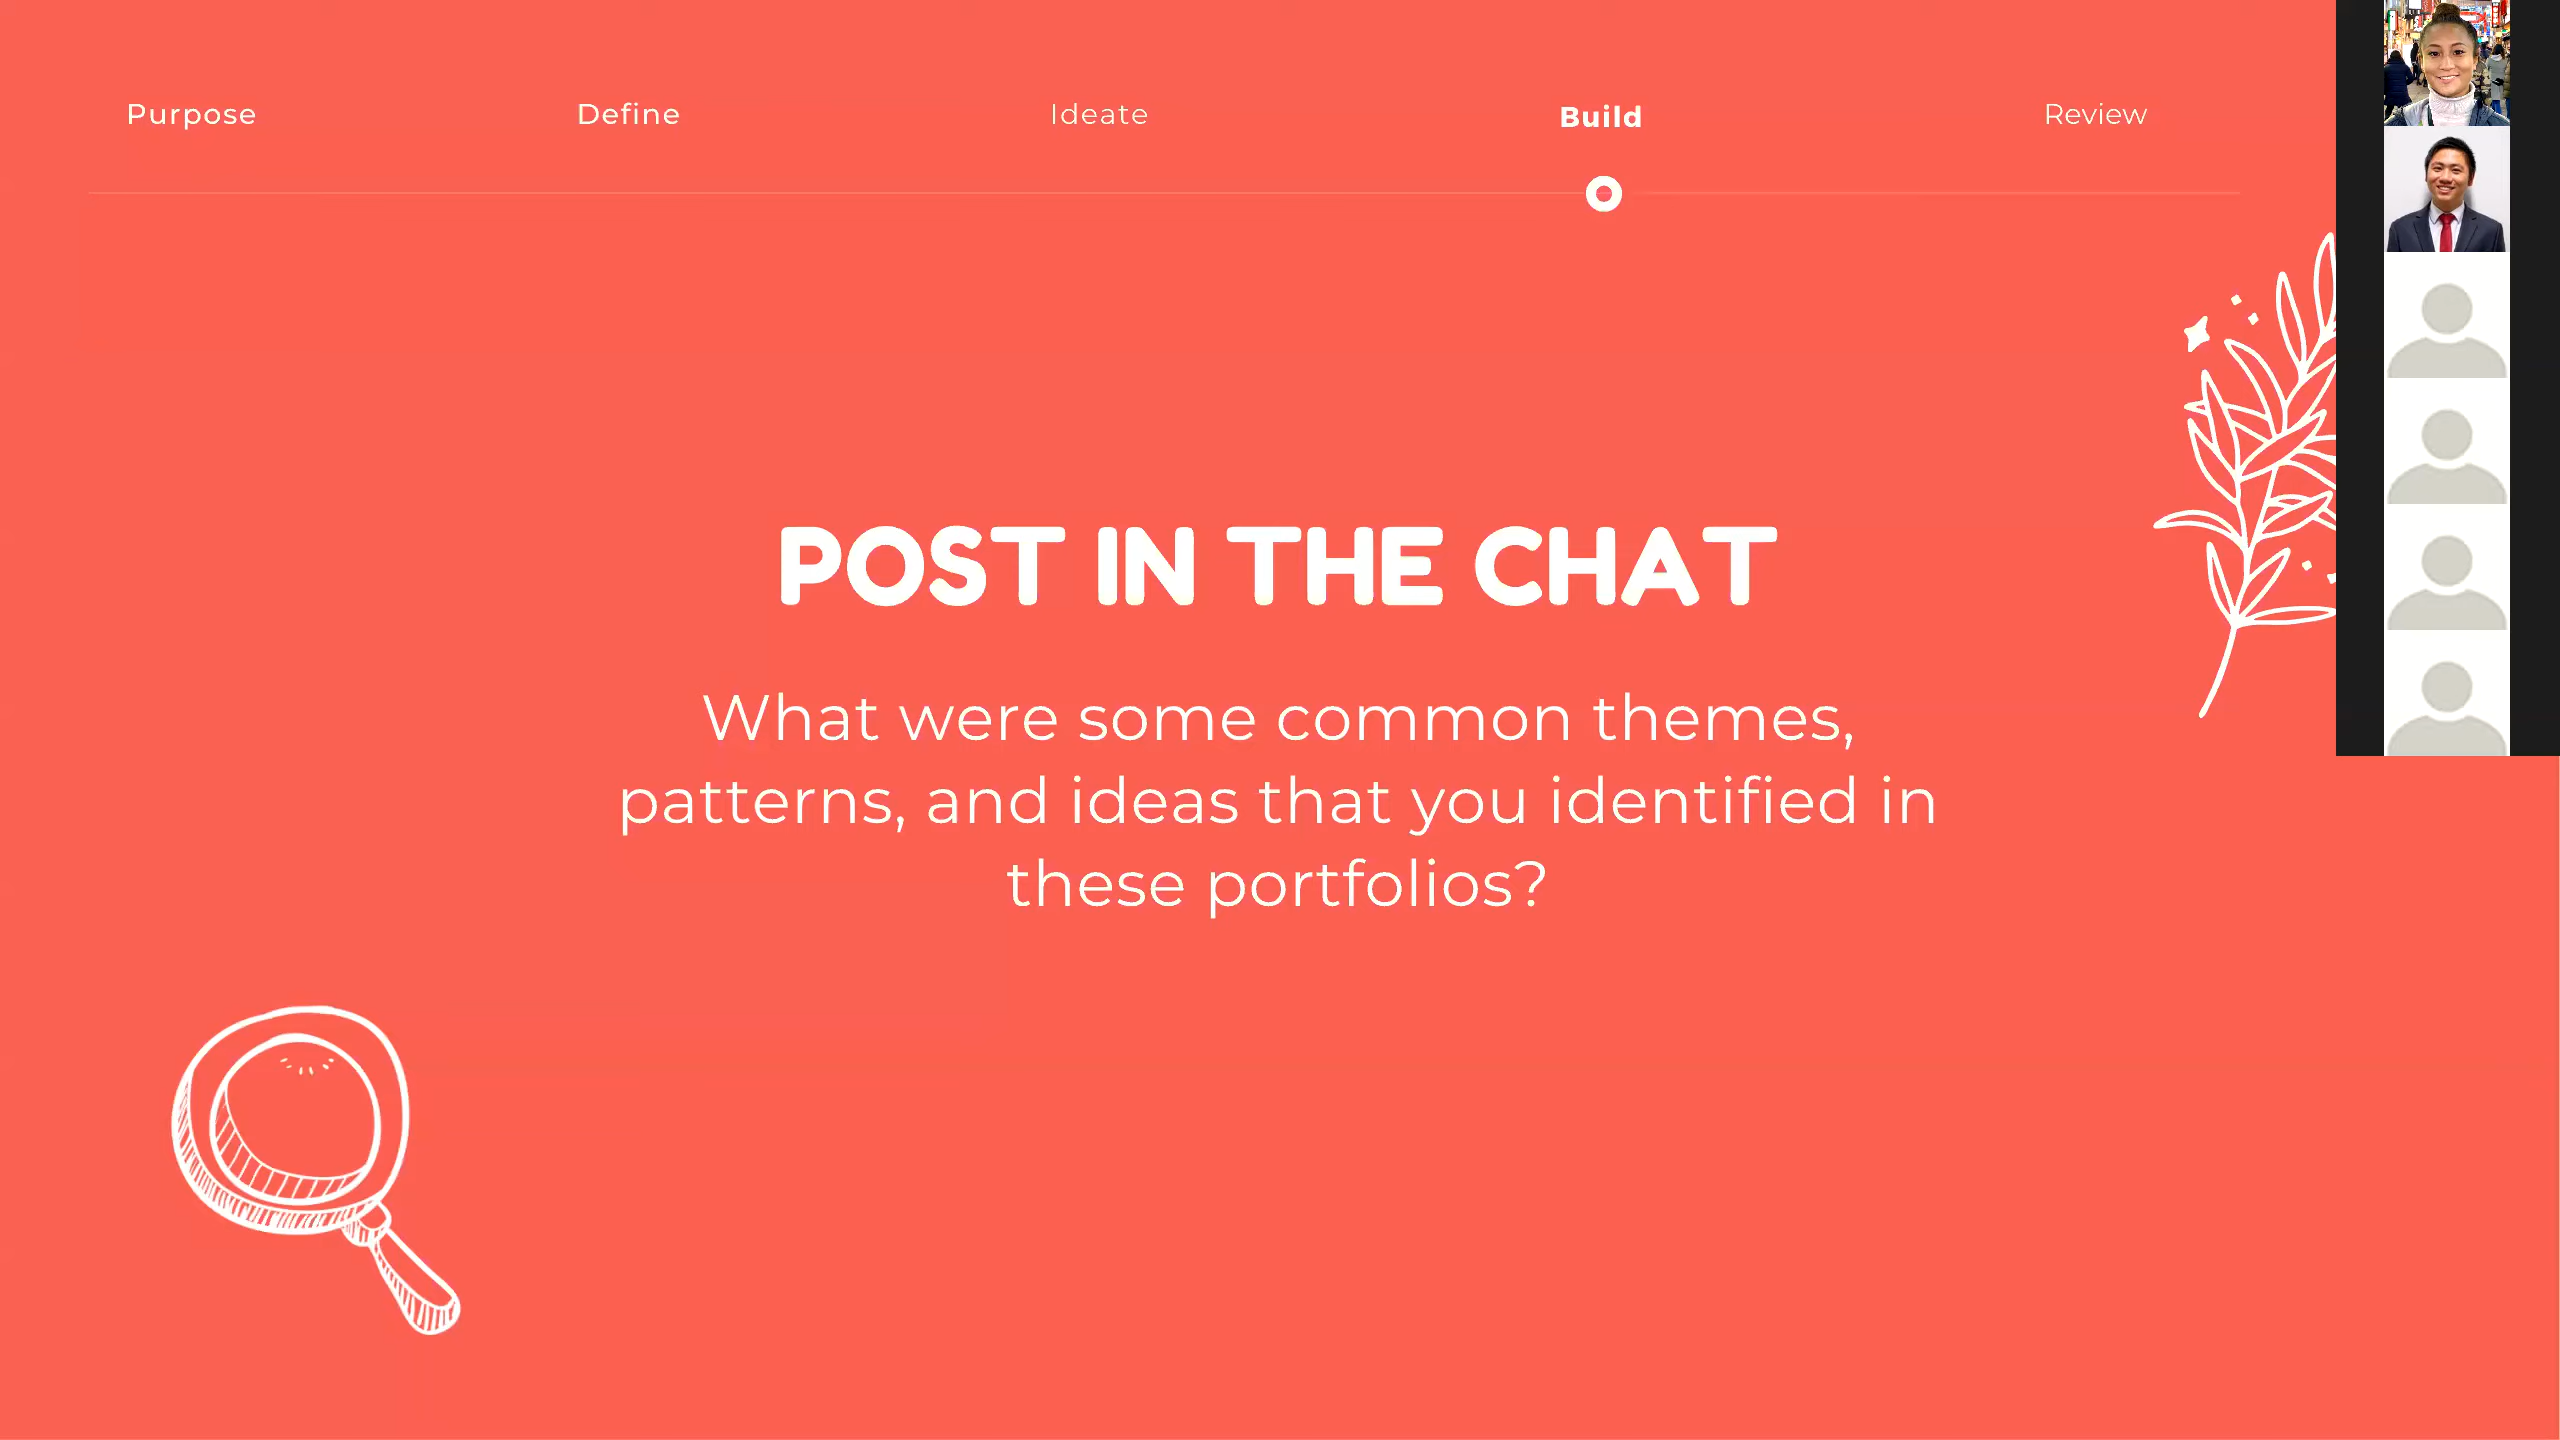 Purpose
Define
Ideate
Build
Review
POST IN THE CHAT
What were some common themes,
patterns, and ideas that you identified in
these portfolios?